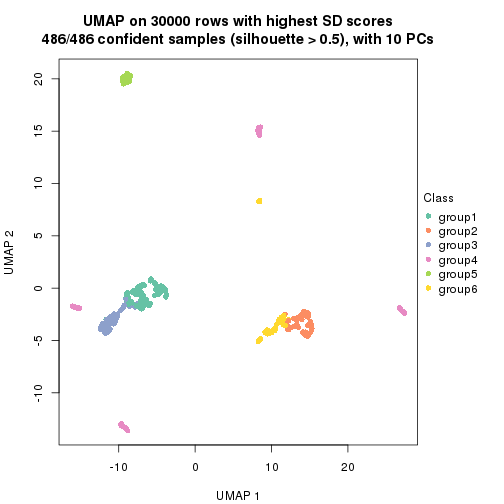 UMAP on 30000 rows with highest SD scores
486/486 confident samples (silhouette > 0.5), with 10 PCs
20
15
10
5
0
-5
-10
UMAP 2
-10
0
10
20
UMAP 1
Class
group1
group2
group3
group4
group5
group6